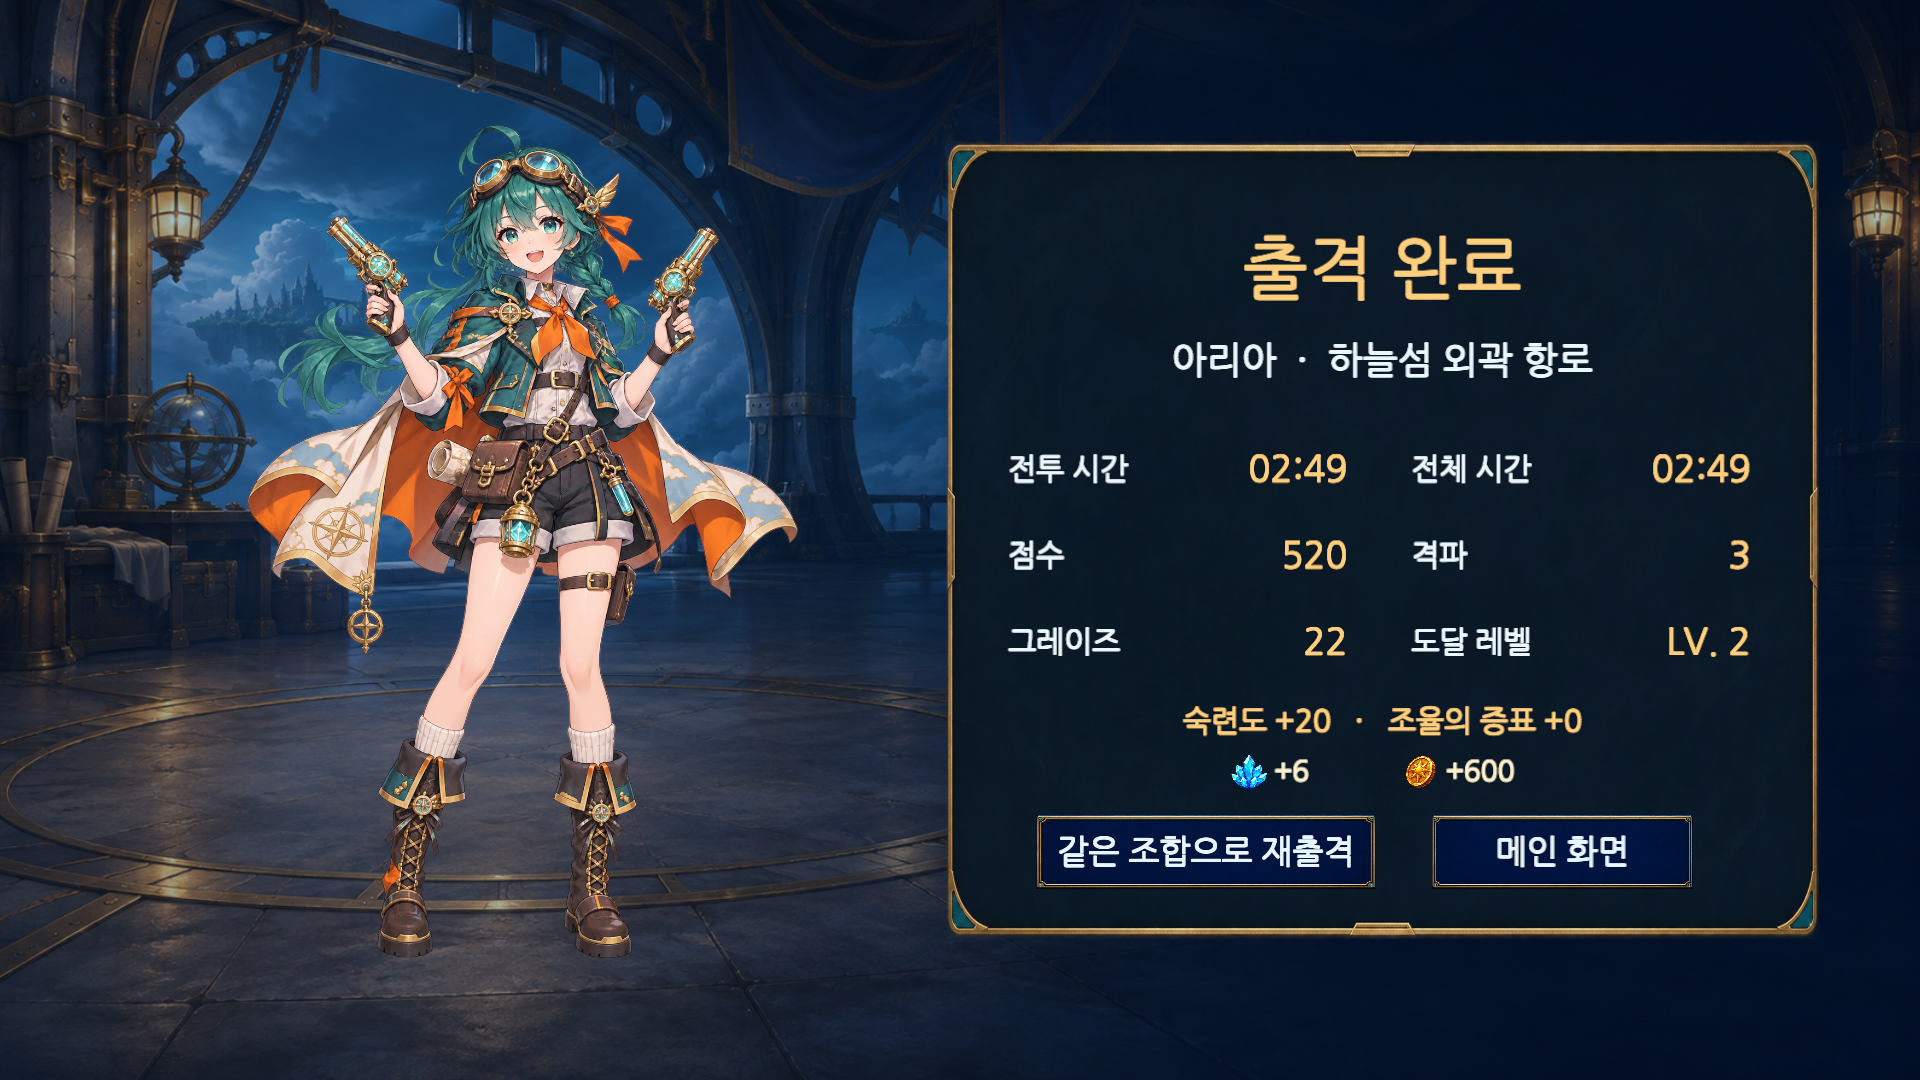 출격 완료
아리아 · 하늘섬 외곽 항로
전투 시간 02:49 전체 시간 02:49
점수 520 격파 3
그레이즈 22 도달 레벨 LV. 2
숙련도 +20 · 조율의 증표 +0
+6 +600
같은 조합으로 재출격 메인 화면